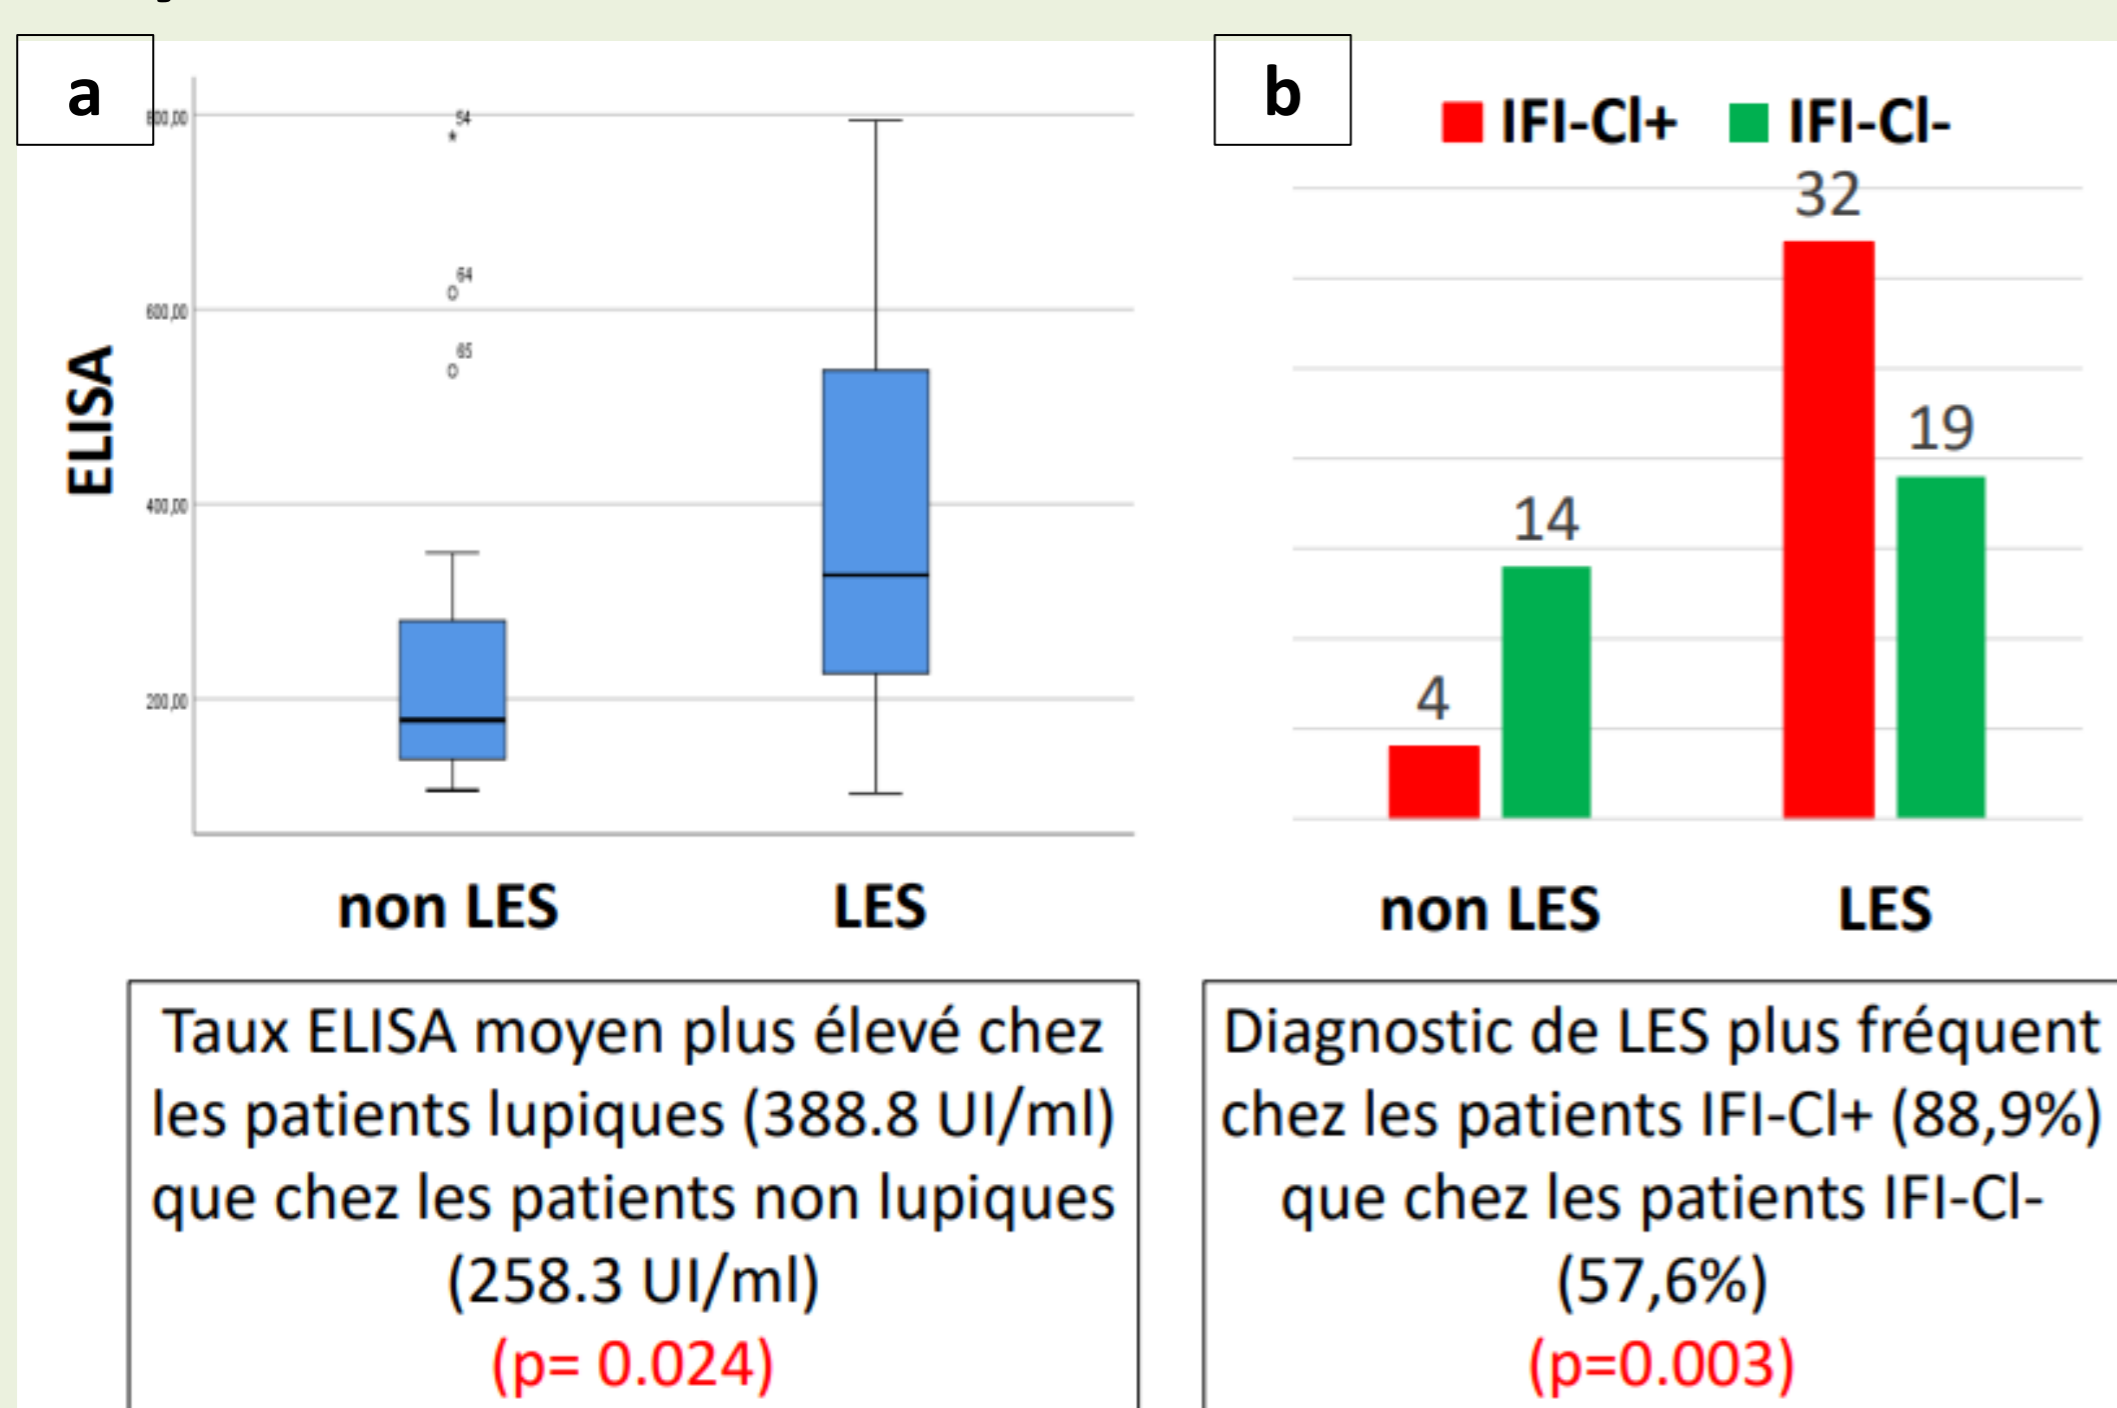 a
800,00
600,00
400,00
200,00
ELISA
54
64
65
non LES
LES
Taux ELISA moyen plus élevé chez
les patients lupiques (388.8 UI/ml)
que chez les patients non lupiques
(258.3 UI/ml)
(p= 0.024)
b
IFI-Cl+ IFI-Cl-
4
14
32
19
non LES
LES
Diagnostic de LES plus fréquent
chez les patients IFI-Cl+ (88,9%)
que chez les patients IFI-Cl-
(57,6%)
(p=0.003)